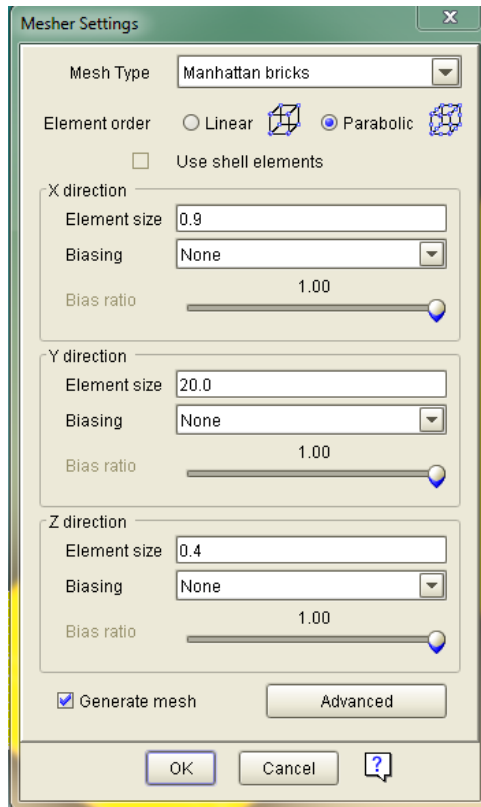 Mesher Settings
x
Mesh Type Manhattan bricks
Element order Linear Parabolic
Use shell elements
X direction
Element size 0.9
Biasing None
1.00
Bias ratio
Y direction
Element size 20.0
Biasing None
1.00
Bias ratio
Z direction
Element size 0.4
Biasing None
1.00
Bias ratio
Generate mesh Advanced
OK Cancel ?